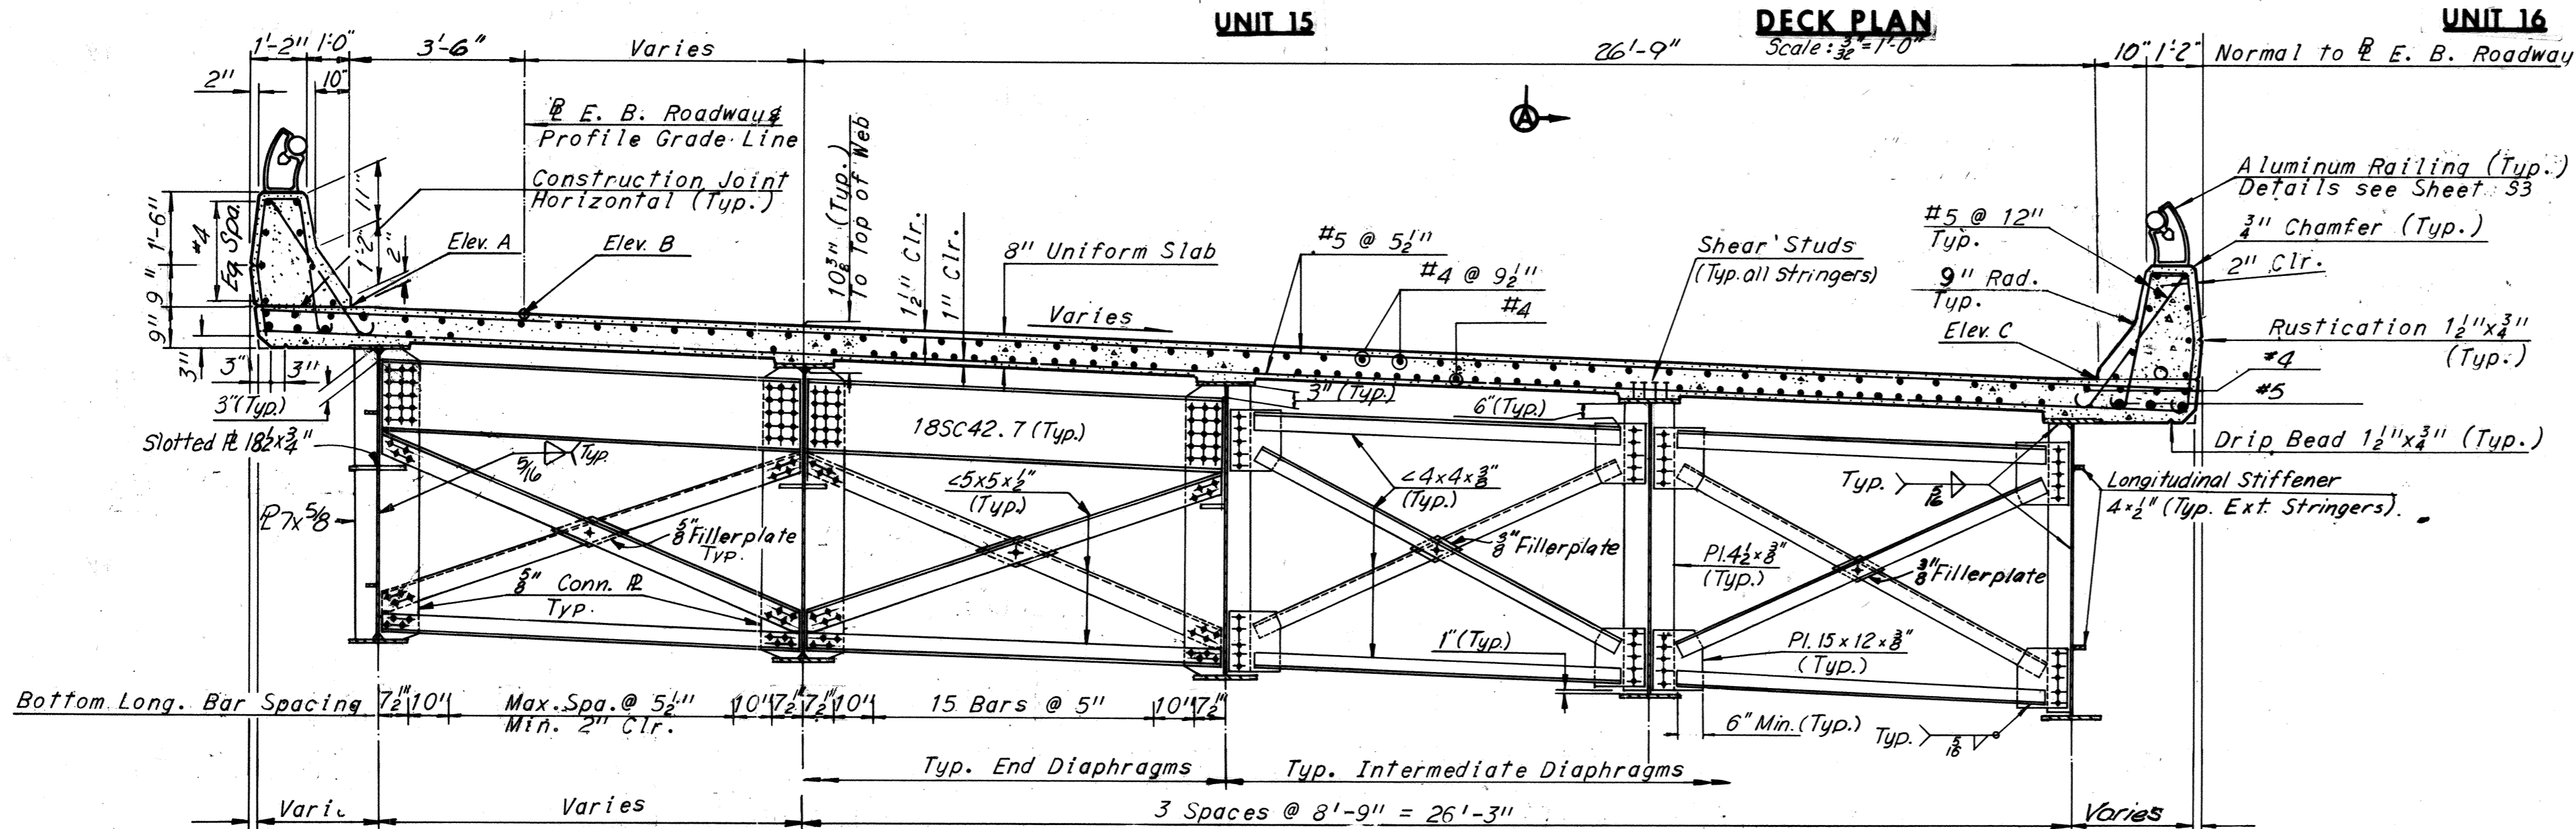 UNIT 15
DECK PLAN
Scale: 3/32" = 1'-0"
UNIT 16
1'-2"
1'-0"
3'-6"
Varies
26'-9"
10"
1'-2"
Normal to ℄ E. B. Roadway
2"
10"
E. B. Roadway &
Profile Grade Line
Construction Joint
Horizontal (Typ.)
11"
1'-2"
2"
1'-6"
9"
9"
#4
Eq. Spa.
3"
3"
3"
3"(Typ.)
Elev. A
Elev. B
10 3/8" (Typ.)
To Top of Web
1 1/2" Clr.
1" Clr.
8" Uniform Slab
Varies
#5 @ 5 1/2"
#4 @ 9 1/2"
#4
A
Shear Studs
(Typ. all Stringers)
#5 @ 12"
Typ.
9" Rad.
Typ.
Elev. C
Aluminum Railing (Typ.)
Details see Sheet S3
3/4" Chamfer (Typ.)
2" Clr.
Rustication 1 1/2"x3/4"
(Typ.)
#4
#5
Drip Bead 1 1/2"x3/4" (Typ.)
Longitudinal Stiffener
4x1/2" (Typ. Ext. Stringers).
Slotted PL 18 1/2x3/4"
5/16
Typ.
PL 7x5/8
18SC42.7 (Typ.)
∠5x5x1/2"
(Typ.)
5/8" Fillerplate
Typ.
5/8" Conn. PL
Typ.
3" (Typ.)
6"(Typ.)
∠4x4x3/8"
(Typ.)
3/8" Fillerplate
Pl. 4 1/2x3/8"
(Typ.)
3/8" Fillerplate
Typ.
5/16
1"(Typ.)
Pl. 15x12x3/8"
(Typ.)
6" Min. (Typ.)
Typ.
5/16
Bottom Long. Bar Spacing
7 1/2"
10"
Max. Spa. @ 5 1/2"
Min. 2" Clr.
10"
7 1/2"
7 1/2"
10"
15 Bars @ 5"
10"
7 1/2"
Typ. End Diaphragms
Typ. Intermediate Diaphragms
Varies
3 Spaces @ 8'-9" = 26'-3"
Varies